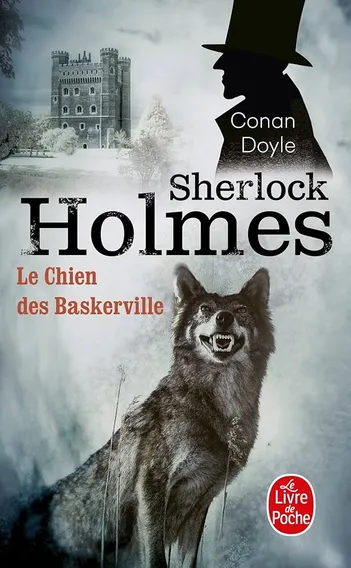 Conan
Doyle
Sherlock
Holmes
Le Chien
des Baskerville
Le
Livre
de
Poche